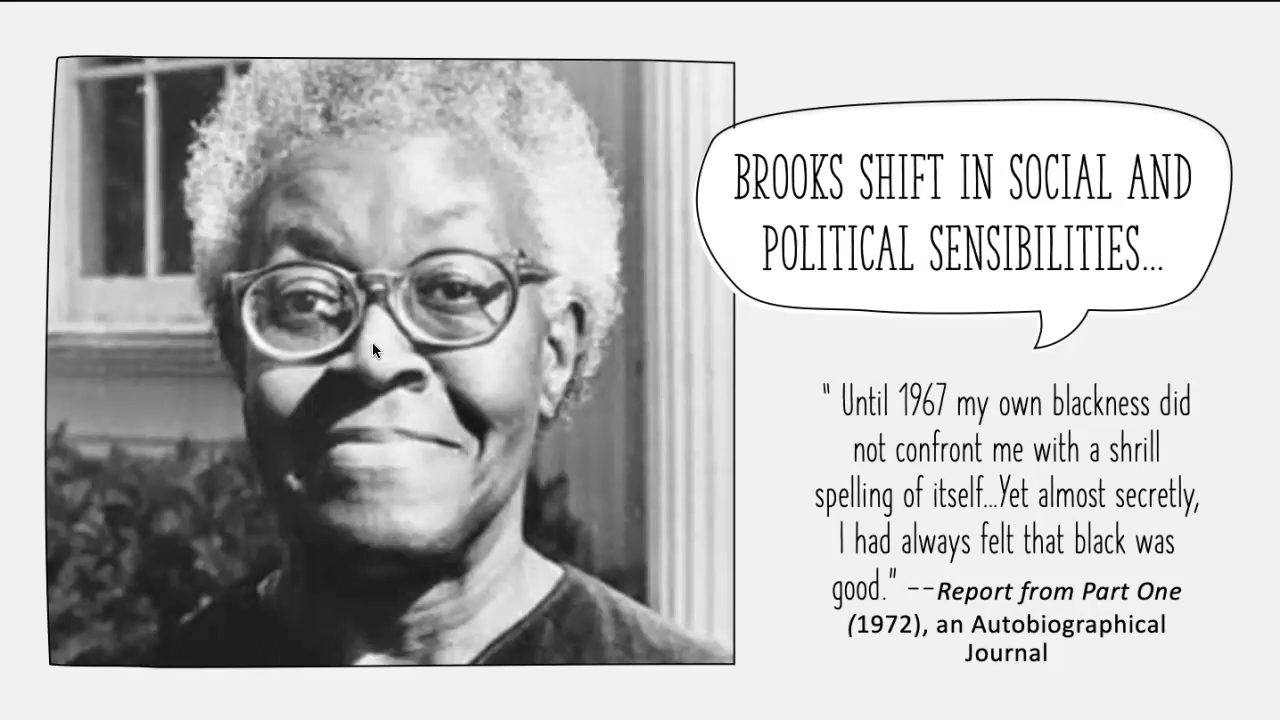 BROOKS SHIFT IN SOCIAL AND
POLITICAL SENSIBILITIES...
" Until 1967 my own blackness did
not confront me with a shrill
spelling of itself...Yet almost secretly,
I had always felt that black was
good." --Report from Part One
(1972), an Autobiographical
Journal